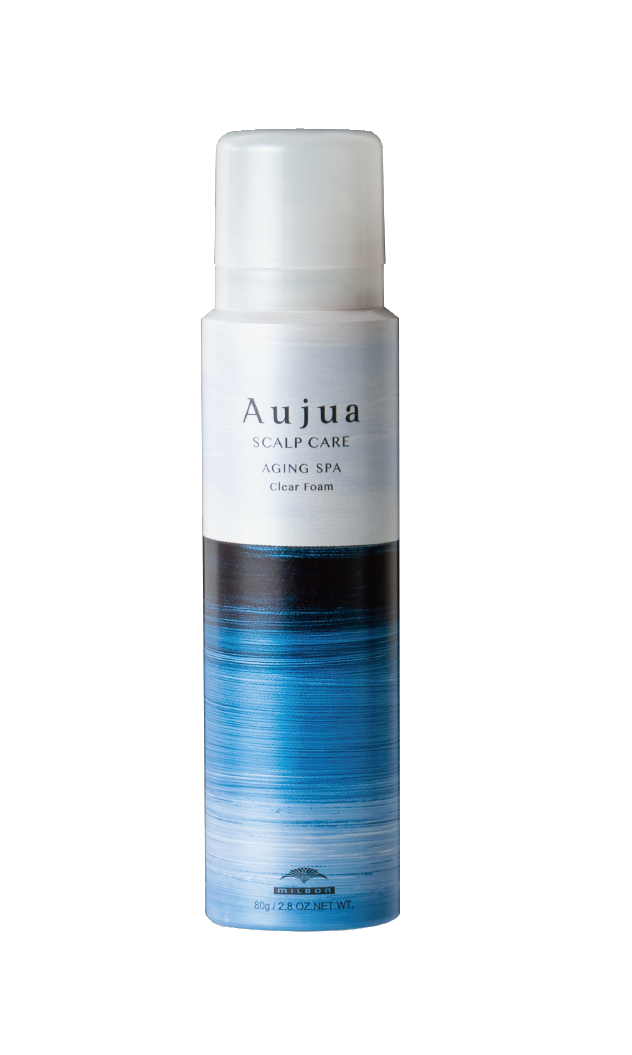 Aujua
SCALP CARE
AGING SPA
Clear Foam
MILBON
80g / 2.8 OZ.NET WT.